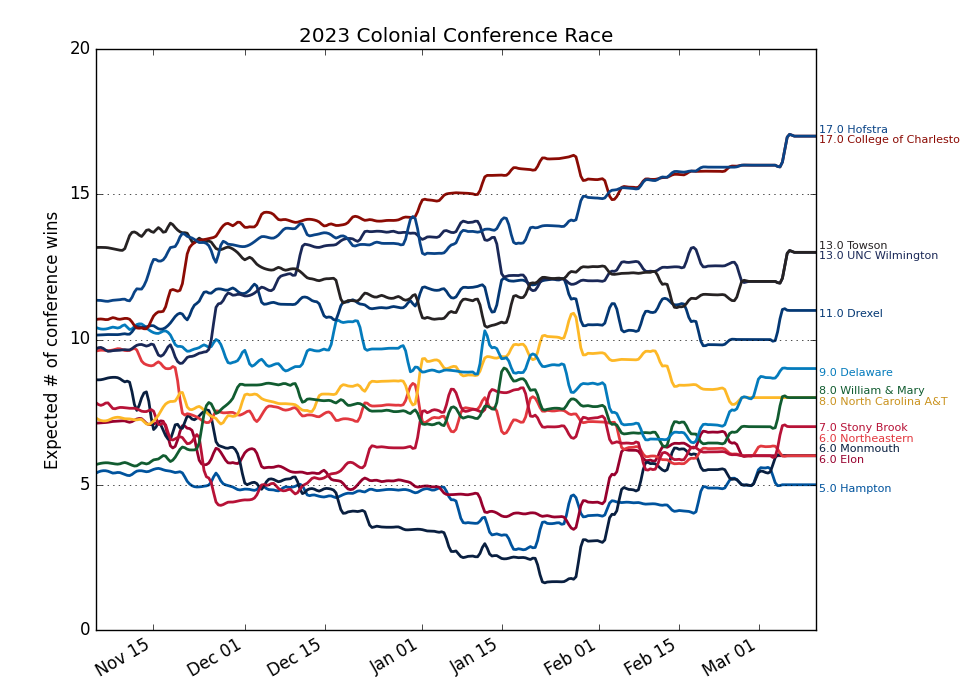 2023 Colonial Conference Race
Expected # of conference wins
20
15
10
5
0
Nov 15
Dec 01
Dec 15
Jan 01
Jan 15
Feb 01
Feb 15
Mar 01
17.0 Hofstra
17.0 College of Charlesto
13.0 Towson
13.0 UNC Wilmington
11.0 Drexel
9.0 Delaware
8.0 William & Mary
8.0 North Carolina A&T
7.0 Stony Brook
6.0 Northeastern
6.0 Monmouth
6.0 Elon
5.0 Hampton